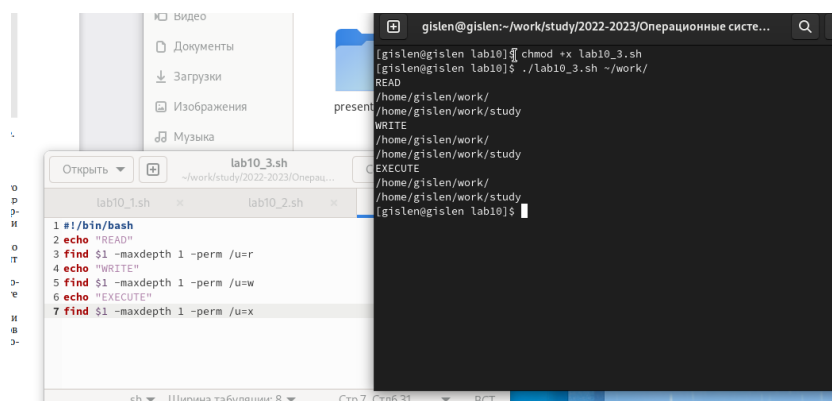 Видео
Документы
Загрузки
Изображения
Музыка
present
Открыть
lab10_3.sh
~/work/study/2022-2023/Операц...
lab10_1.sh ×
lab10_2.sh ×
1 #!/bin/bash
2 echo "READ"
3 find $1 -maxdepth 1 -perm /u=r
4 echo "WRITE"
5 find $1 -maxdepth 1 -perm /u=w
6 echo "EXECUTE"
7 find $1 -maxdepth 1 -perm /u=x
sh Ширина табуляции: 8 Стр 7, Стлб 31 ВСТ
gislen@gislen:~/work/study/2022-2023/Операционные систе...
[gislen@gislen lab10]$ chmod +x lab10_3.sh
[gislen@gislen lab10]$ ./lab10_3.sh ~/work/
READ
/home/gislen/work/
/home/gislen/work/study
WRITE
/home/gislen/work/
/home/gislen/work/study
EXECUTE
/home/gislen/work/
/home/gislen/work/study
[gislen@gislen lab10]$